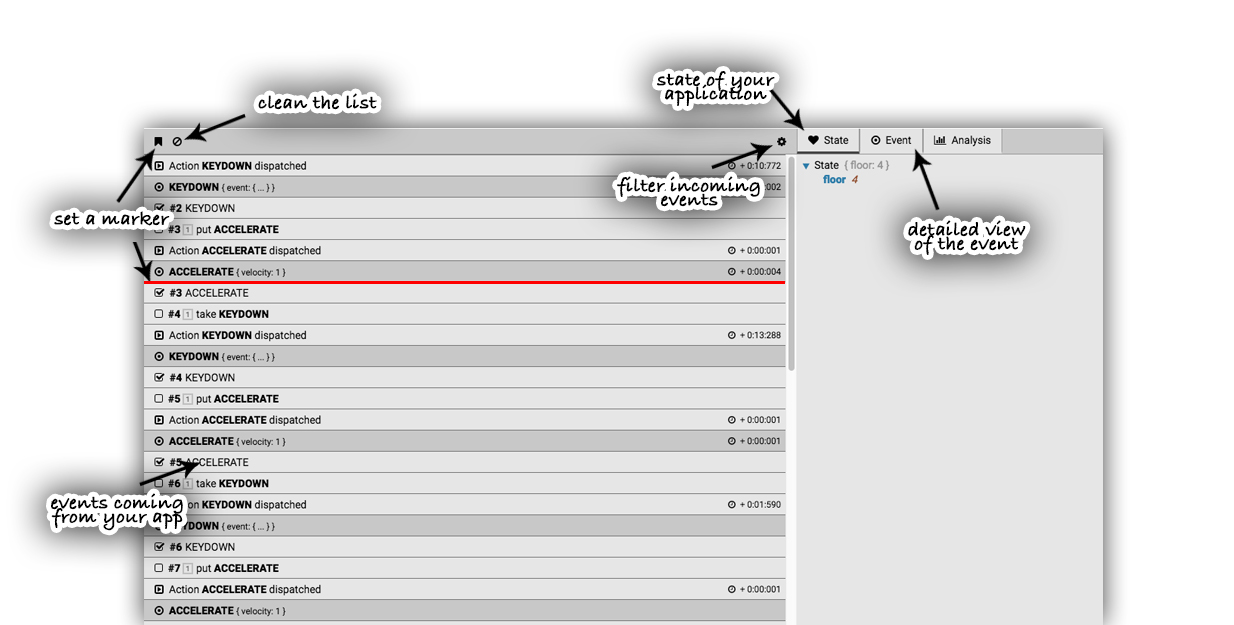 state of your
application
clean the list
State
Event
Analysis
Action KEYDOWN dispatched
+ 0:10:772
State { floor: 4 }
floor 4
filter incoming
events
KEYDOWN { event: { ... } }
:002
set a marker
#2 KEYDOWN
#3 1 put ACCELERATE
detailed view
of the event
Action ACCELERATE dispatched
+ 0:00:001
ACCELERATE { velocity: 1 }
+ 0:00:004
#3 ACCELERATE
#4 1 take KEYDOWN
Action KEYDOWN dispatched
+ 0:13:288
KEYDOWN { event: { ... } }
#4 KEYDOWN
#5 1 put ACCELERATE
Action ACCELERATE dispatched
+ 0:00:001
ACCELERATE { velocity: 1 }
+ 0:00:001
#5 ACCELERATE
#6 1 take KEYDOWN
events coming
from your app
on KEYDOWN dispatched
+ 0:01:590
YDOWN { event: { ... } }
#6 KEYDOWN
#7 1 put ACCELERATE
Action ACCELERATE dispatched
+ 0:00:001
ACCELERATE { velocity: 1 }